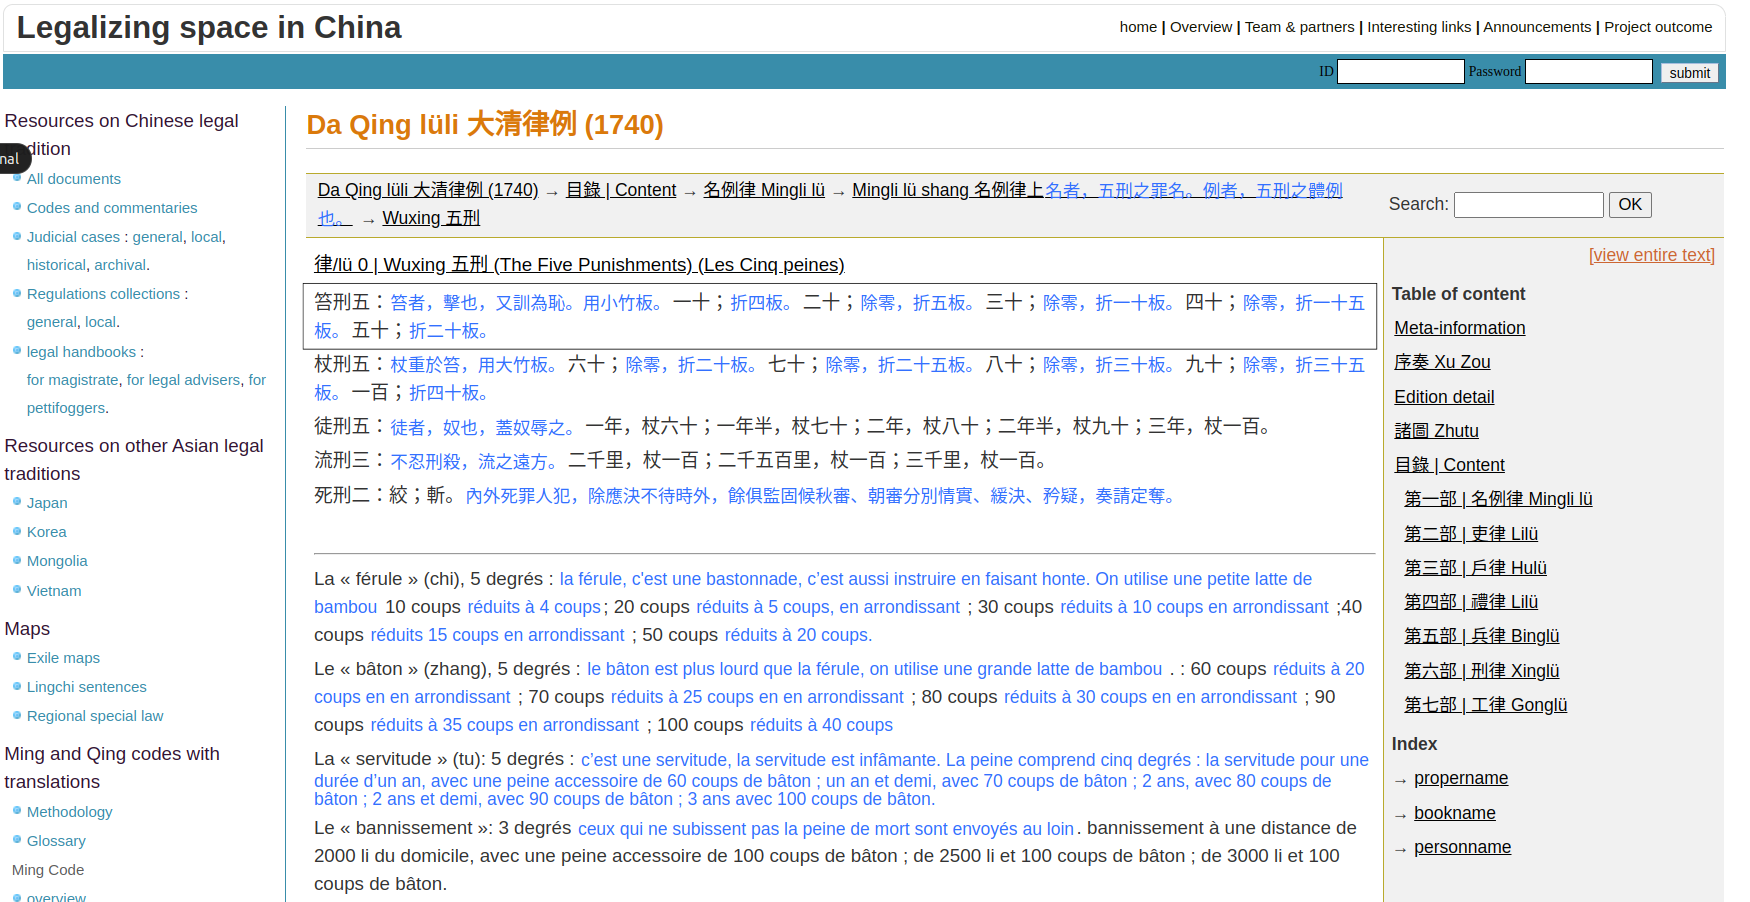 Legalizing space in China
home | Overview | Team & partners | Interesting links | Announcements | Project outcome
ID Password submit
Resources on Chinese legal
dition
nal
All documents
Codes and commentaries
Judicial cases : general, local,
historical, archival.
Regulations collections :
general, local.
legal handbooks :
for magistrate, for legal advisers, for
pettifoggers.
Resources on other Asian legal
traditions
Japan
Korea
Mongolia
Vietnam
Maps
Exile maps
Lingchi sentences
Regional special law
Ming and Qing codes with
translations
Methodology
Glossary
Ming Code
overview
Da Qing lüli 大清律例 (1740)
Da Qing lüli 大清律例 (1740) → 目錄 | Content → 名例律 Mingli lü → Mingli lü shang 名例律上名者，五刑之罪名。例者，五刑之體例
也。 → Wuxing 五刑
Search: OK
律/lü 0 | Wuxing 五刑 (The Five Punishments) (Les Cinq peines)
笞刑五：笞者，擊也，又訓為恥。用小竹板。 一十；折四板。 二十；除零，折五板。 三十；除零，折一十板。 四十；除零，折一十五
板。 五十；折二十板。
杖刑五：杖重於笞，用大竹板。 六十；除零，折二十板。 七十；除零，折二十五板。 八十；除零，折三十板。 九十；除零，折三十五
板。 一百；折四十板。
徒刑五：徒者，奴也，蓋奴辱之。 一年，杖六十；一年半，杖七十；二年，杖八十；二年半，杖九十；三年，杖一百。
流刑三：不忍刑殺，流之遠方。 二千里，杖一百；二千五百里，杖一百；三千里，杖一百。
死刑二：絞；斬。 內外死罪人犯，除應決不待時外，餘俱監固候秋審、朝審分別情實、緩決、矜疑，奏請定奪。
La « férule » (chi), 5 degrés : la férule, c'est une bastonnade, c’est aussi instruire en faisant honte. On utilise une petite latte de
bambou 10 coups réduits à 4 coups ; 20 coups réduits à 5 coups, en arrondissant ; 30 coups réduits à 10 coups en arrondissant ;40
coups réduits 15 coups en arrondissant ; 50 coups réduits à 20 coups.
Le « bâton » (zhang), 5 degrés : le bâton est plus lourd que la férule, on utilise une grande latte de bambou . : 60 coups réduits à 20
coups en en arrondissant ; 70 coups réduits à 25 coups en en arrondissant ; 80 coups réduits à 30 coups en en arrondissant ; 90
coups réduits à 35 coups en arrondissant ; 100 coups réduits à 40 coups
La « servitude » (tu): 5 degrés : c’est une servitude, la servitude est infâmante. La peine comprend cinq degrés : la servitude pour une
durée d’un an, avec une peine accessoire de 60 coups de bâton ; un an et demi, avec 70 coups de bâton ; 2 ans, avec 80 coups de
bâton ; 2 ans et demi, avec 90 coups de bâton ; 3 ans avec 100 coups de bâton.
Le « bannissement »: 3 degrés ceux qui ne subissent pas la peine de mort sont envoyés au loin . bannissement à une distance de
2000 li du domicile, avec une peine accessoire de 100 coups de bâton ; de 2500 li et 100 coups de bâton ; de 3000 li et 100
coups de bâton.
[view entire text]
Table of content
Meta-information
序奏 Xu Zou
Edition detail
諸圖 Zhutu
目錄 | Content
第一部 | 名例律 Mingli lü
第二部 | 吏律 Lilü
第三部 | 戶律 Hulü
第四部 | 禮律 Lilü
第五部 | 兵律 Binglü
第六部 | 刑律 Xinglü
第七部 | 工律 Gonglü
Index
→ propername
→ bookname
→ personname